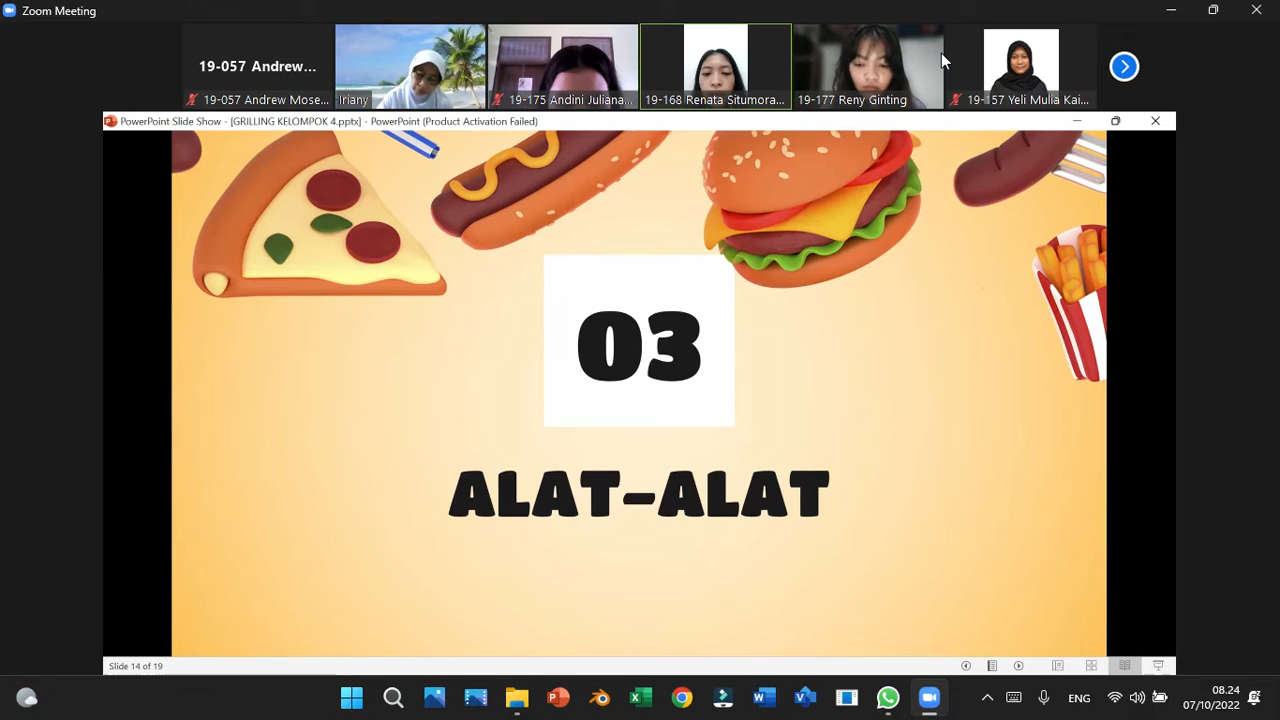 Zoom Meeting
19-057 Andrew...
19-057 Andrew Mose...
Iriany
19-175 Andini Juliana...
19-168 Renata Situmora...
19-177 Reny Ginting
19-157 Yeli Mulia Kai...
PowerPoint Slide Show - [GRILLING KELOMPOK 4.pptx] - PowerPoint (Product Activation Failed)
03
ALAT-ALAT
Slide 14 of 19
ENG
08.24
07/10/2022